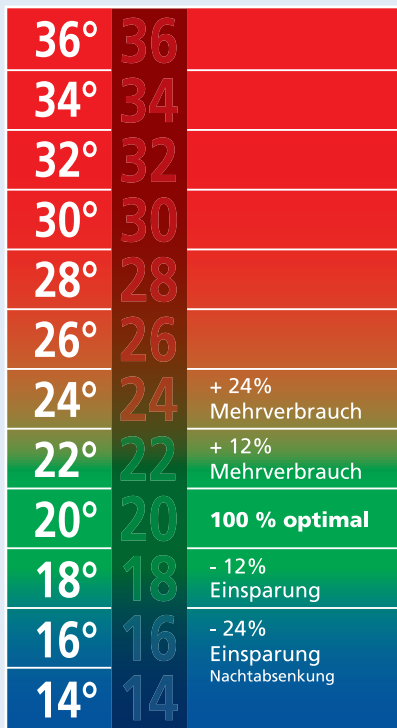 36° 36
34° 34
32° 32
30° 30
28° 28
26° 26
24° 24 + 24%
Mehrverbrauch
22° 22 + 12%
Mehrverbrauch
20° 20 100 % optimal
18° 18 - 12%
Einsparung
16° 16 - 24%
Einsparung
Nachtabsenkung
14° 14